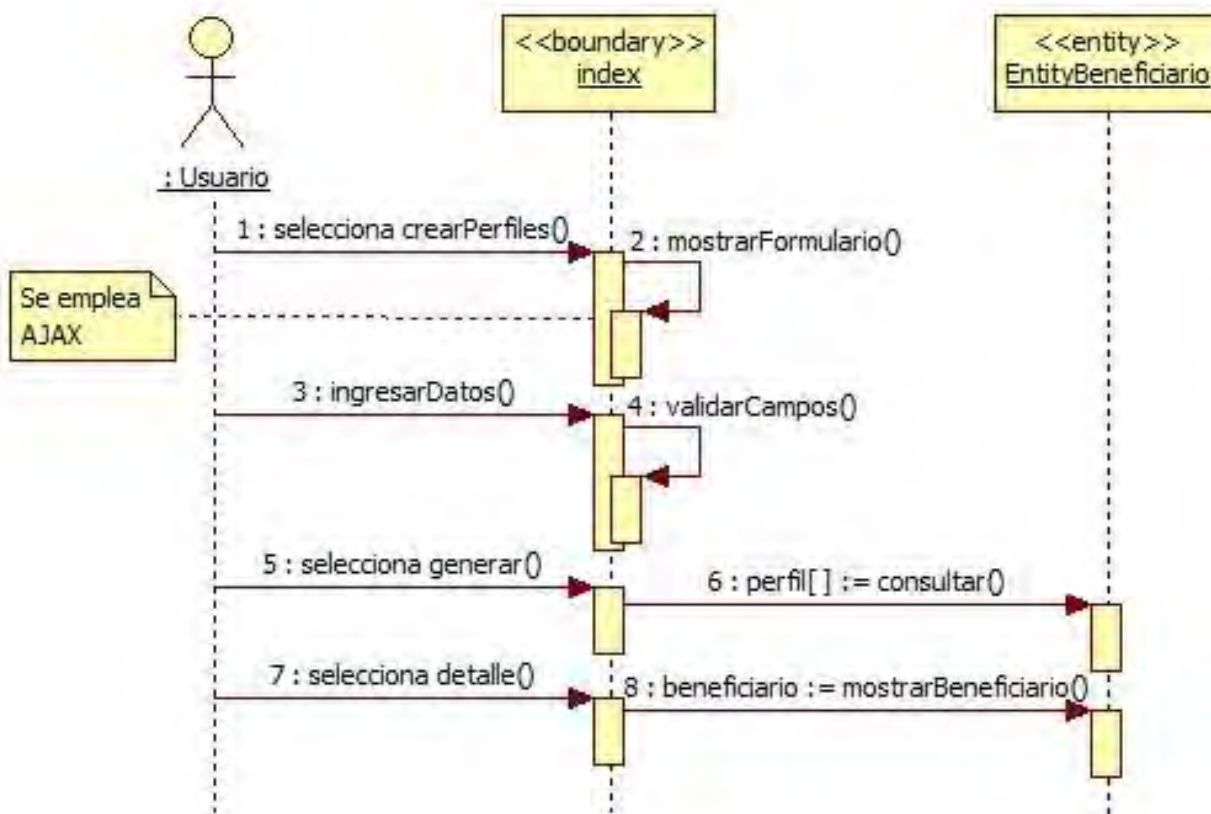 <<boundary>>
index
<<entity>>
EntityBeneficiario
: Usuario
1 : selecciona crearPerfiles()
2 : mostrarFormulario()
Se emplea
AJAX
3 : ingresarDatos()
4 : validarCampos()
5 : selecciona generar()
6 : perfil[ ] := consultar()
7 : selecciona detalle()
8 : beneficiario := mostrarBeneficiario()